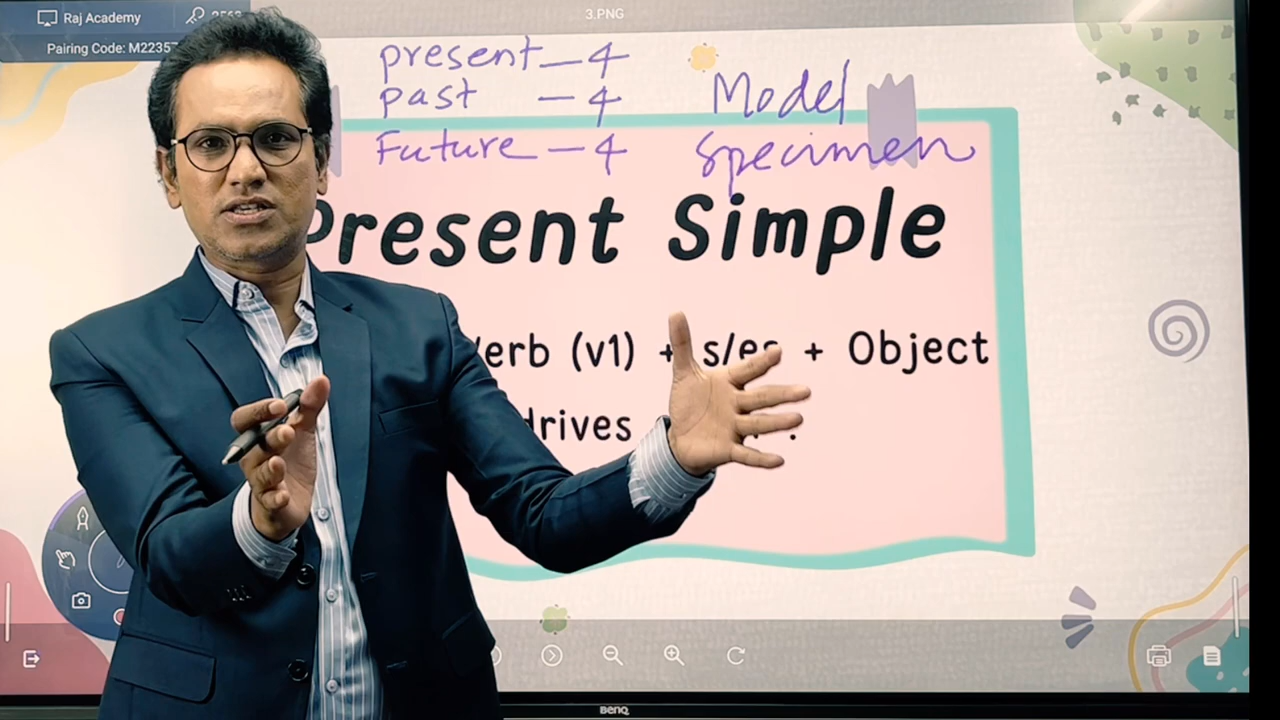 Raj Academy
Pairing Code: M22357
3.PNG
present – 4
past – 4
Future – 4
Model
Specimen
Present Simple
Verb (v1) + s/es + Object
drives
BenQ